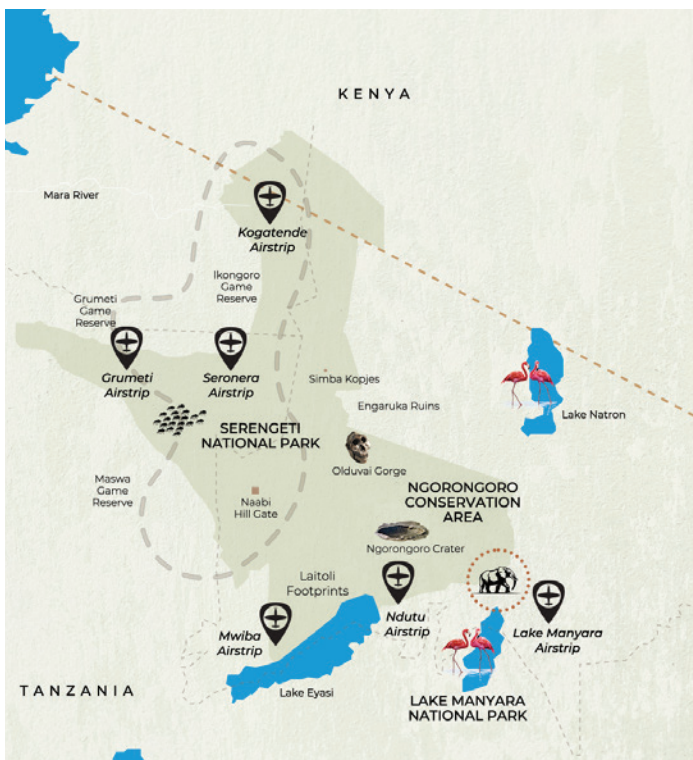 KENYA
Mara River
Kogatende
Airstrip
Ikongoro
Game
Reserve
Grumeti
Game
Reserve
Grumeti
Airstrip
Seronera
Airstrip
Simba Kopjes
Engaruka Ruins
Lake Natron
SERENGETI
NATIONAL PARK
Olduvai Gorge
Maswa
Game
Reserve
Naabi
Hill Gate
NGORONGORO
CONSERVATION
AREA
Ngorongoro Crater
Laitoli
Footprints
Mwiba
Airstrip
Ndutu
Airstrip
Lake Manyara
Airstrip
Lake Eyasi
TANZANIA
LAKE MANYARA
NATIONAL PARK